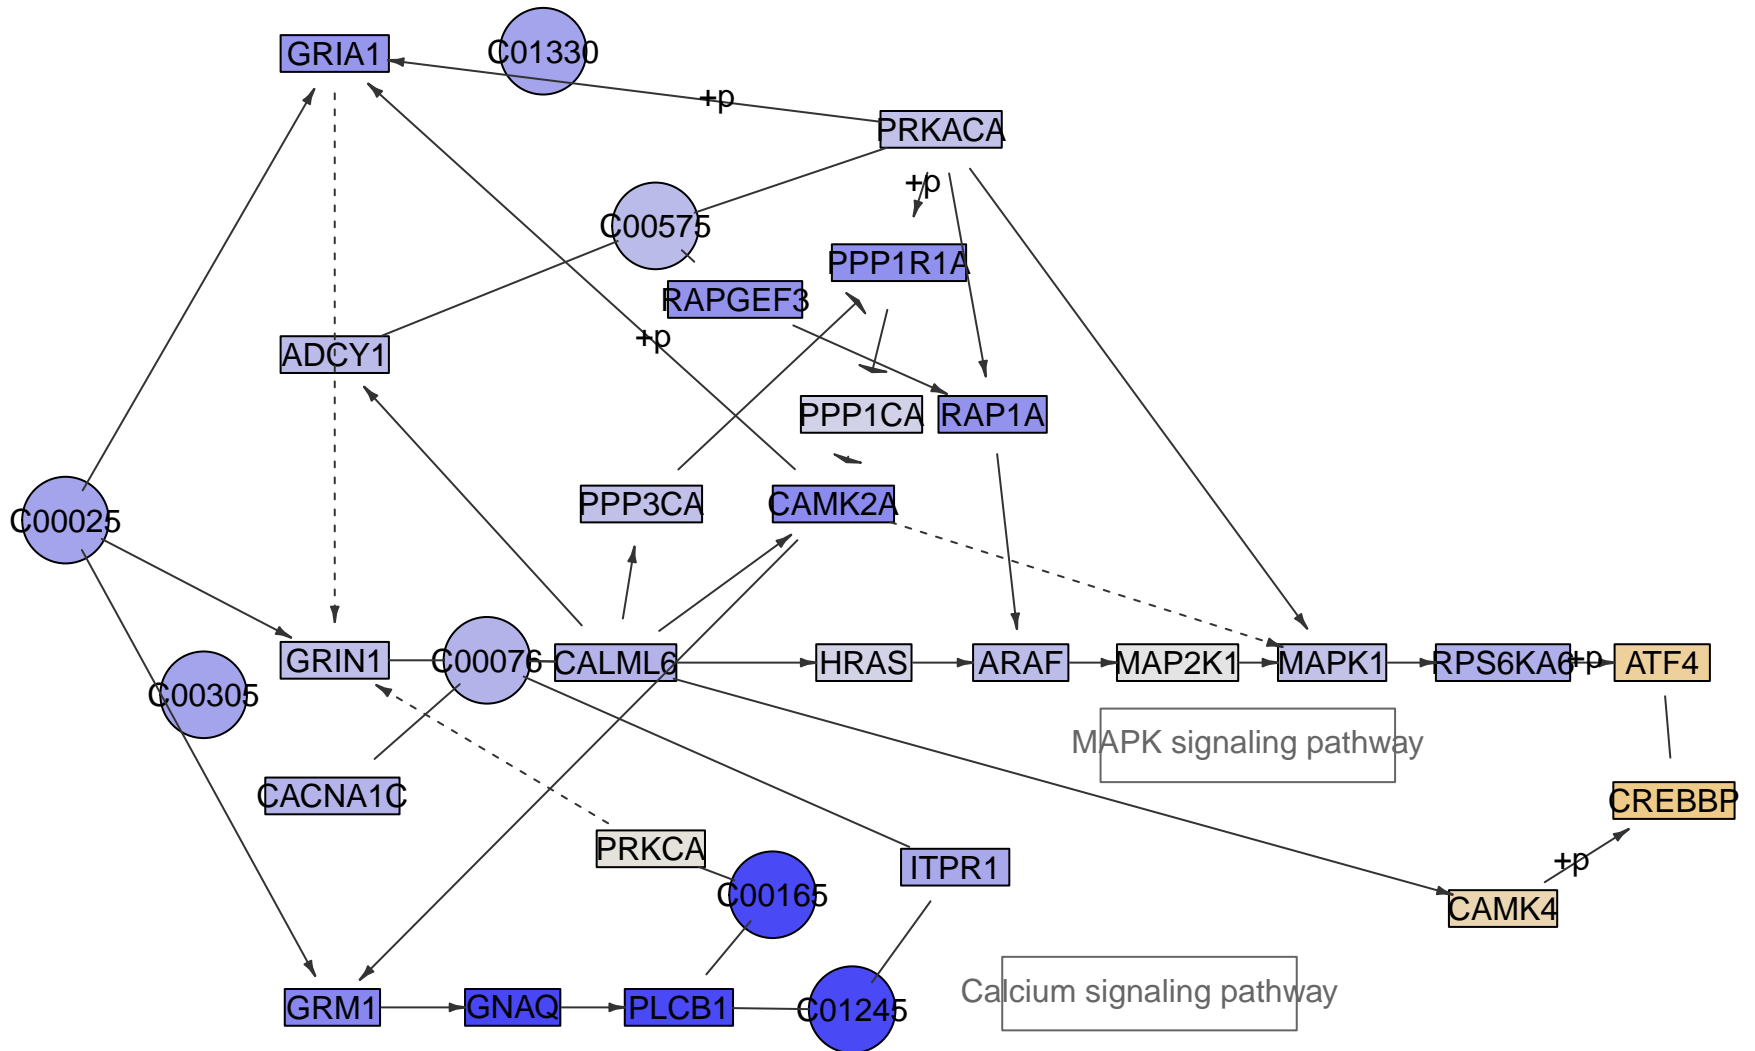 GRIA1
C01330
+p
PRKACA
+p
C00575
PPP1R1A
RAPGEF3
+p
ADCY1
PPP1CA
RAP1A
PPP3CA
CAMK2A
C00025
GRIN1
C00076
CALML6
HRAS
ARAF
MAP2K1
MAPK1
RPS6KA6
+p
ATF4
C00305
MAPK signaling pathway
CACNA1C
CREBBP
PRKCA
+p
ITPR1
C00165
CAMK4
Calcium signaling pathway
GRM1
GNAQ
PLCB1
C01245